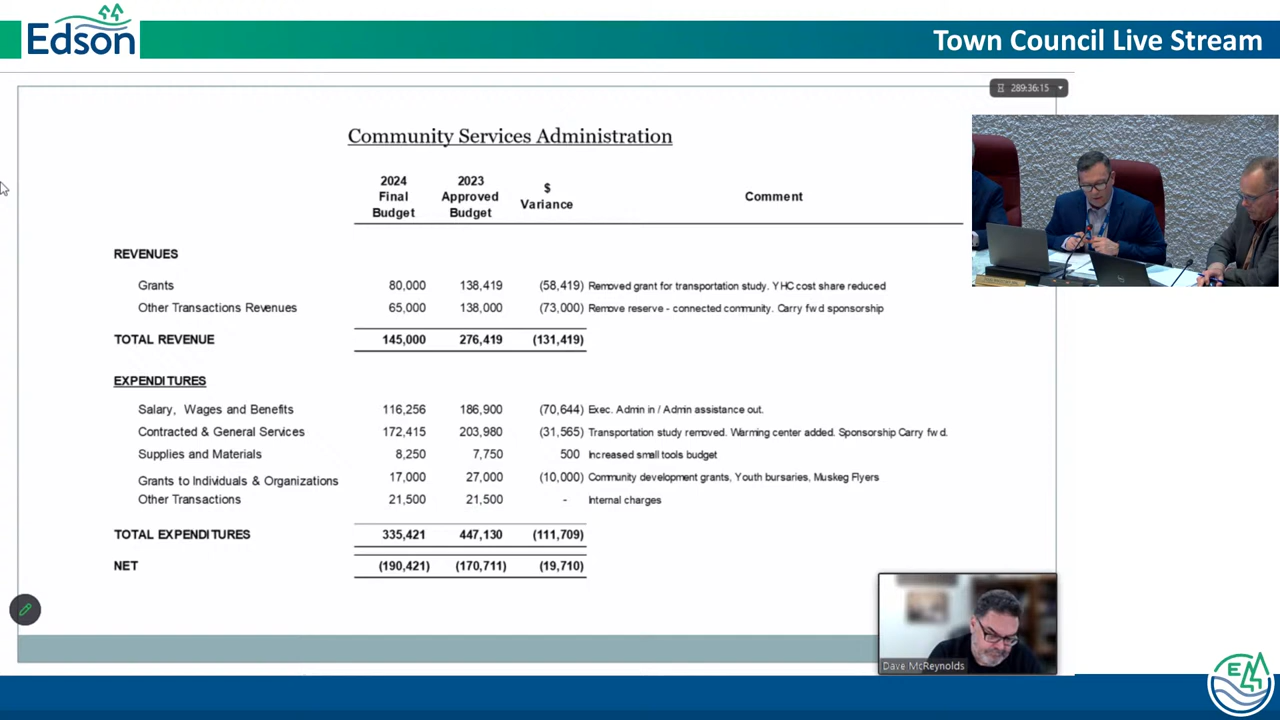 Edson
Town Council Live Stream
289:36:15
Community Services Administration
2024 Final Budget
2023 Approved Budget
$ Variance
Comment
REVENUES
Grants 80,000 138,419 (58,419) Removed grant for transportation study. YHC cost share reduced
Other Transactions Revenues 65,000 138,000 (73,000) Remove reserve - connected community. Carry fwd sponsorship
TOTAL REVENUE 145,000 276,419 (131,419)
EXPENDITURES
Salary, Wages and Benefits 116,256 186,900 (70,644) Exec. Admin in / Admin assistance out.
Contracted & General Services 172,415 203,980 (31,565) Transportation study removed. Warming center added. Sponsorship Carry fwd.
Supplies and Materials 8,250 7,750 500 Increased small tools budget
Grants to Individuals & Organizations 17,000 27,000 (10,000) Community development grants, Youth bursaries, Muskeg Flyers
Other Transactions 21,500 21,500 - Internal charges
TOTAL EXPENDITURES 335,421 447,130 (111,709)
NET (190,421) (170,711) (19,710)
Dave McReynolds